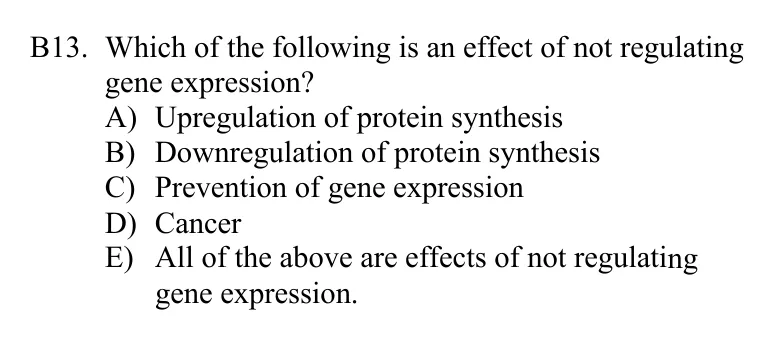 B13. Which of the following is an effect of not regulating
gene expression?
A) Upregulation of protein synthesis
B) Downregulation of protein synthesis
C) Prevention of gene expression
D) Cancer
E) All of the above are effects of not regulating
gene expression.